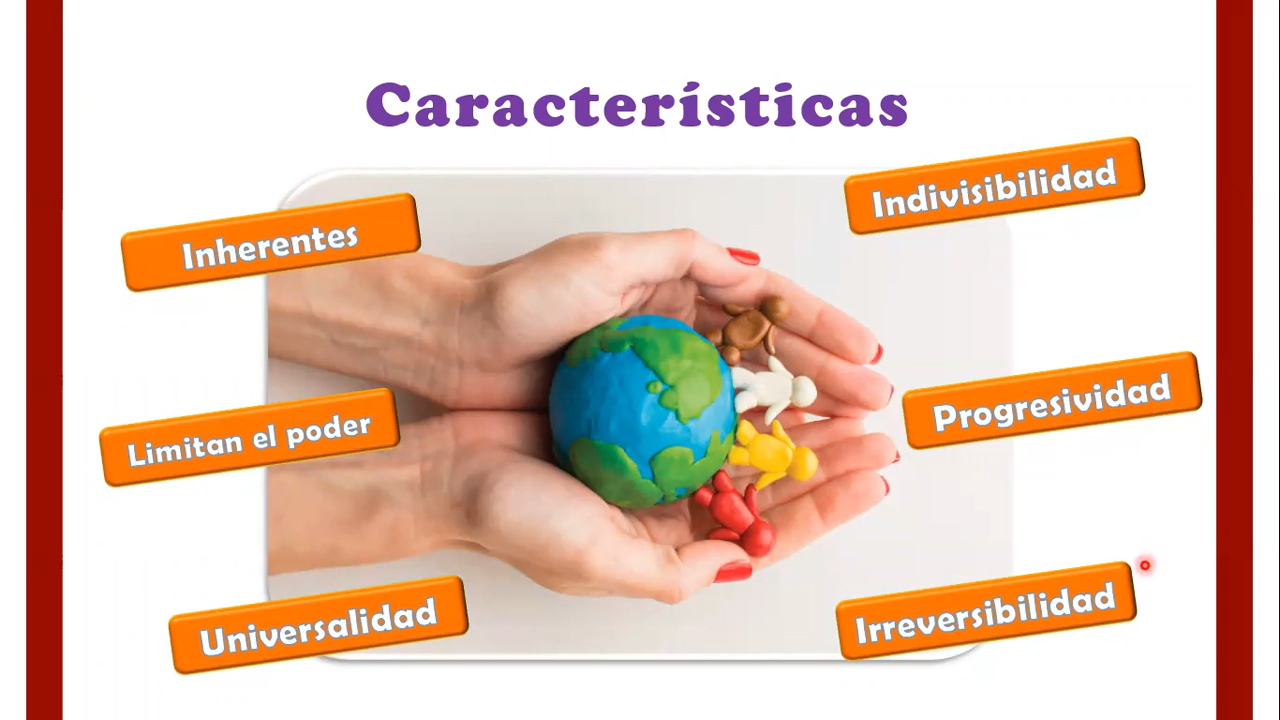 Características
Inherentes
Indivisibilidad
Limitan el poder
Progresividad
Universalidad
Irreversibilidad